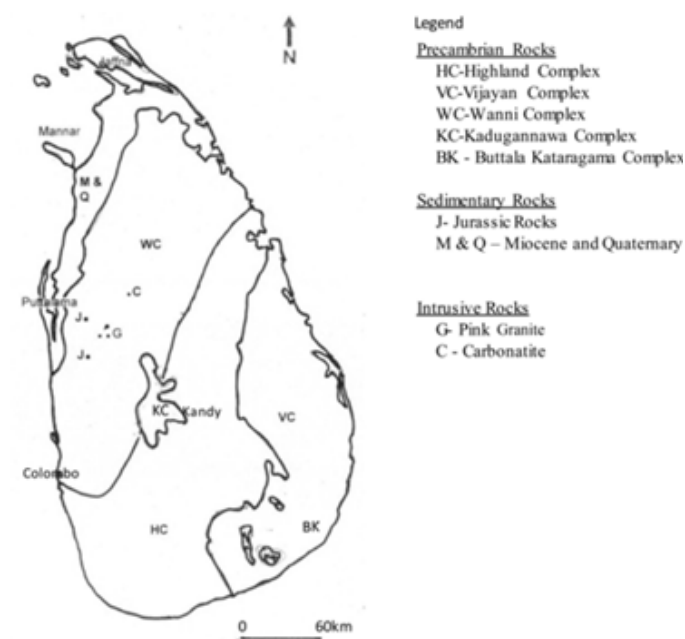 Legend
Precambrian Rocks
HC-Highland Complex
VC-Vijayan Complex
WC-Wanni Complex
KC-Kadugannawa Complex
BK - Buttala Kataragama Complex
Sedimentary Rocks
J- Jurassic Rocks
M & Q – Miocene and Quaternary
Intrusive Rocks
G- Pink Granite
C - Carbonatite
N
Jaffna
Mannar
M &
Q
WC
C
Puttalama
J
G
J
KC Kandy
VC
Colombo
HC
BK
0 60km